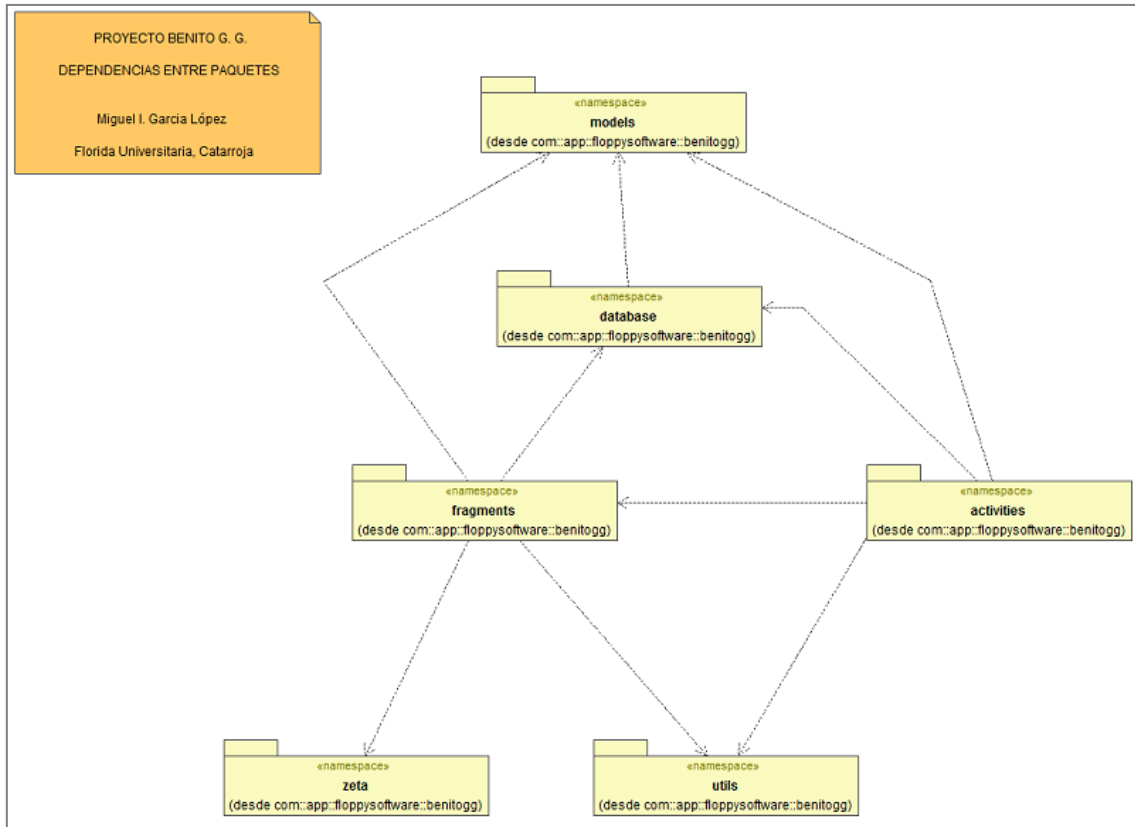 PROYECTO BENITO G. G.
DEPENDENCIAS ENTRE PAQUETES
Miguel I. Garcia López
Florida Universitaria, Catarroja
«namespace»
models
(desde com::app::floppysoftware::benitogg)
«namespace»
database
(desde com::app::floppysoftware::benitogg)
«namespace»
fragments
(desde com::app::floppysoftware::benitogg)
«namespace»
activities
(desde com::app::floppysoftware::benitogg)
«namespace»
zeta
(desde com::app::floppysoftware::benitogg)
«namespace»
utils
(desde com::app::floppysoftware::benitogg)